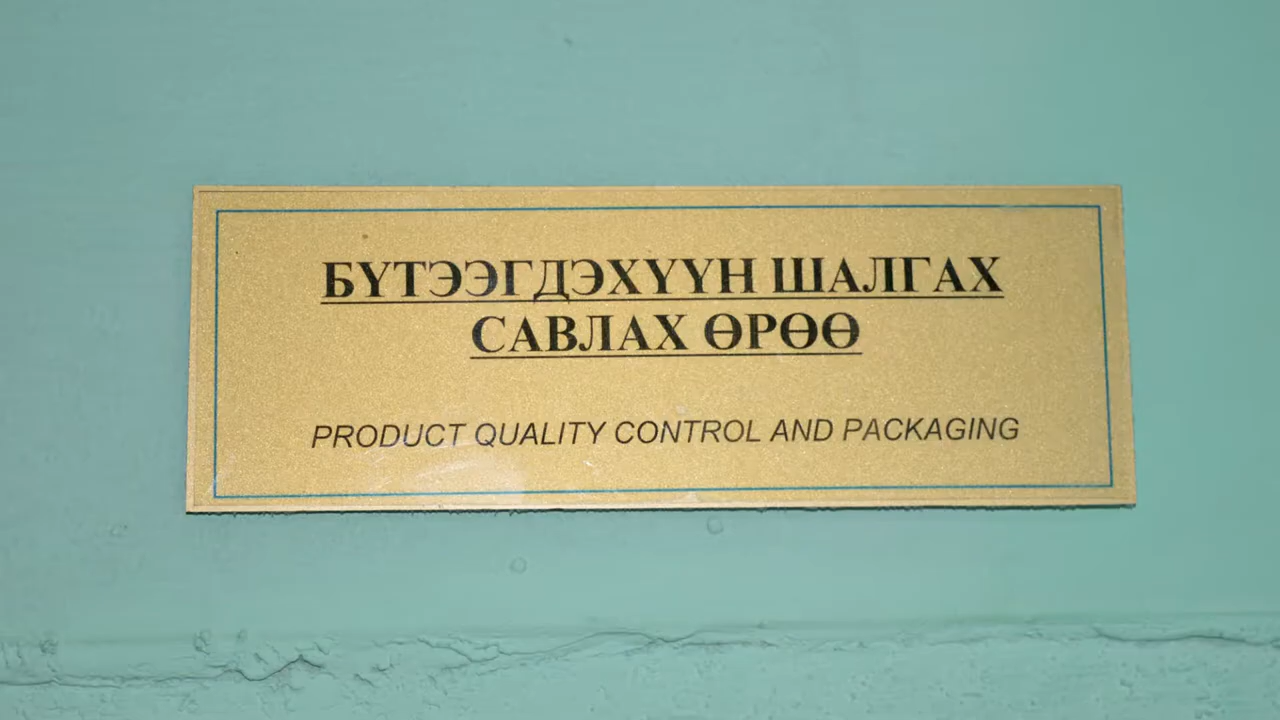 БҮТЭЭГДЭХҮҮН ШАЛГАХ
САВЛАХ ӨРӨӨ
PRODUCT QUALITY CONTROL AND PACKAGING